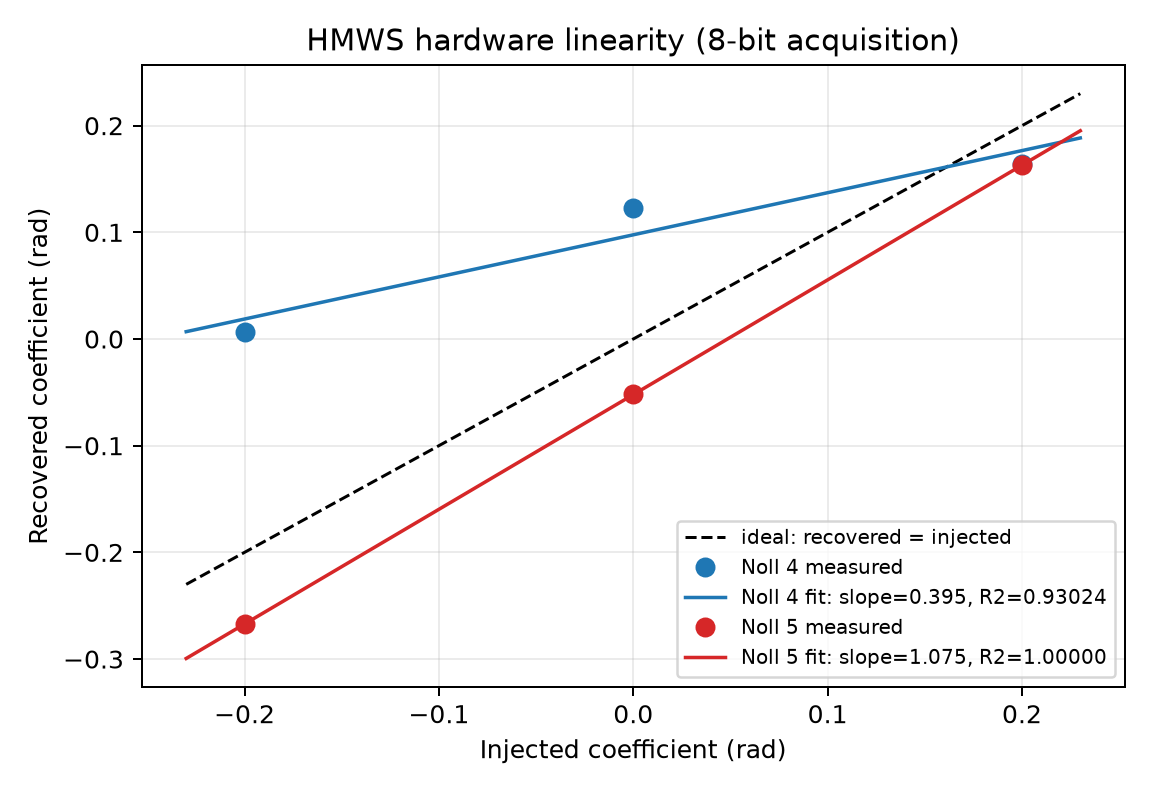 HMWS hardware linearity (8-bit acquisition)
Recovered coefficient (rad)
0.2
0.1
0.0
−0.1
−0.2
−0.3
ideal: recovered = injected
Noll 4 measured
Noll 4 fit: slope=0.395, R2=0.93024
Noll 5 measured
Noll 5 fit: slope=1.075, R2=1.00000
−0.2
−0.1
0.0
0.1
0.2
Injected coefficient (rad)